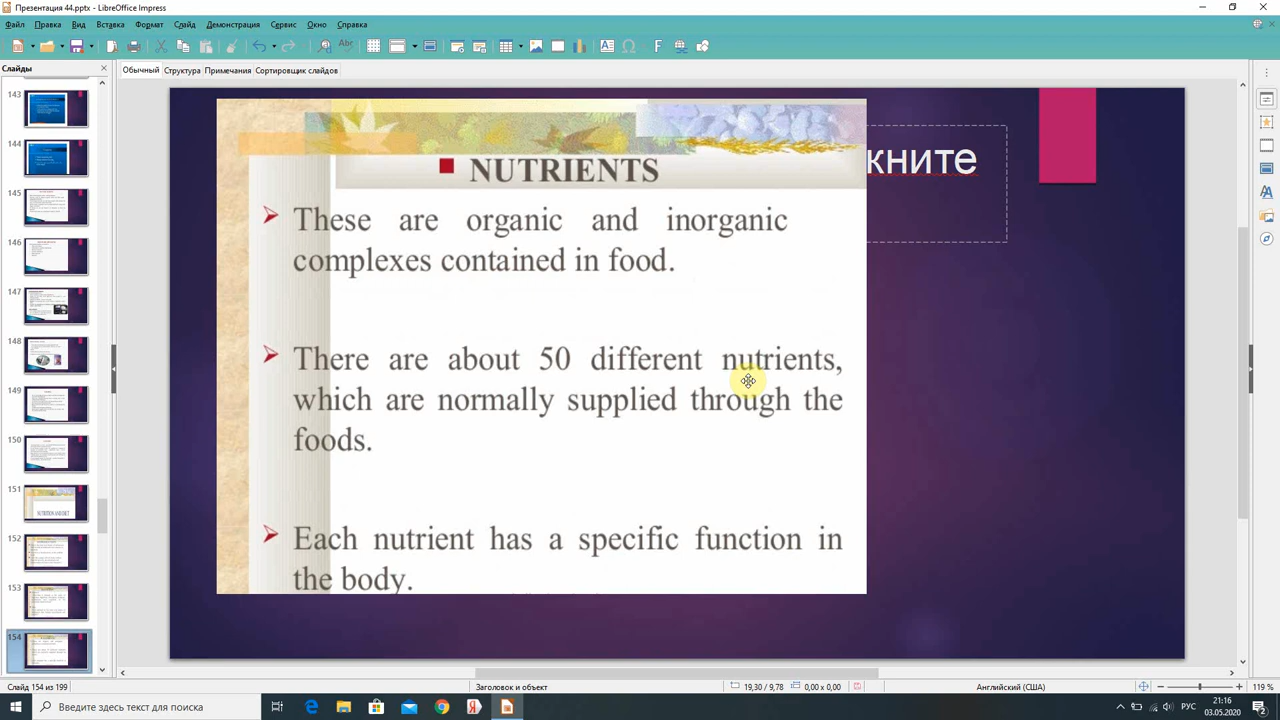 Презентация 44.pptx - LibreOffice Impress
Файл Правка Вид Вставка Формат Слайд Демонстрация Сервис Окно Справка
Слайды
Обычный Структура Примечания Сортировщик слайдов
143
144
145
146
147
148
149
150
151
NUTRITION AND DIET
152
153
154
кните
NUTRIENTS
These are organic and inorganic
complexes contained in food.
There are about 50 different nutrients,
which are normally supplied through the
foods.
Each nutrient has a specific function in
the body.
Слайд 154 из 199 Заголовок и объект 19,30 / 9,78 0,00 x 0,00 Английский (США) 119 %
Введите здесь текст для поиска
РУС
21:16
03.05.2020
2